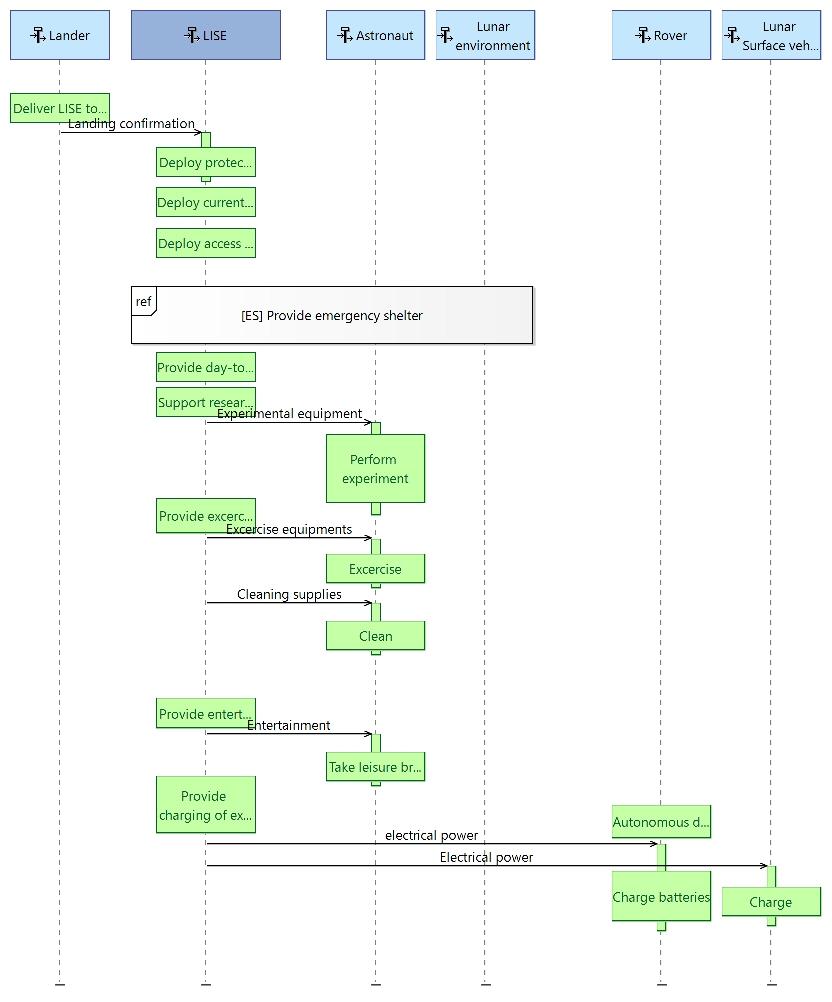 Lander
LISE
Astronaut
Lunar
environment
Rover
Lunar
Surface veh...
Deliver LISE to...
Landing confirmation
Deploy protec...
Deploy current...
Deploy access ...
ref
[ES] Provide emergency shelter
Provide day-to...
Support resear...
Experimental equipment
Perform
experiment
Provide excerc...
Excercise equipments
Excercise
Cleaning supplies
Clean
Provide entert...
Entertainment
Take leisure br...
Provide
charging of ex...
Autonomous d...
electrical power
Electrical power
Charge batteries
Charge